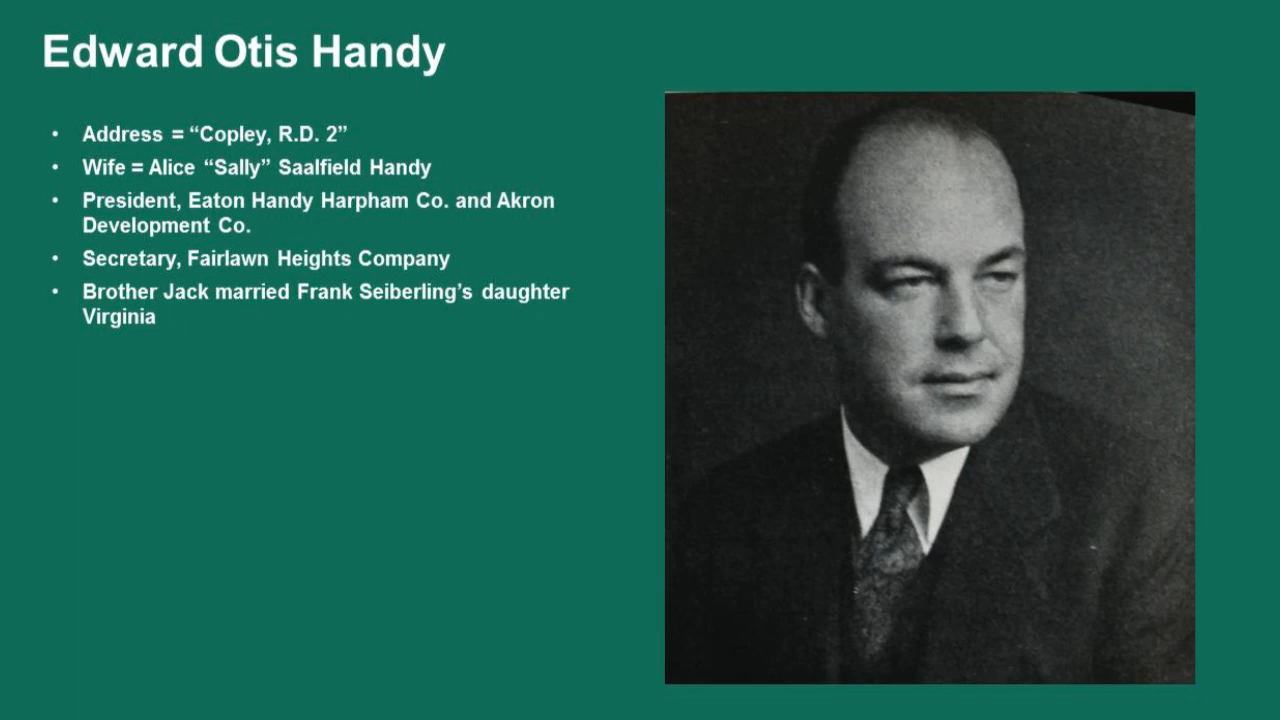 Edward Otis Handy
• Address = “Copley, R.D. 2”
• Wife = Alice “Sally” Saalfield Handy
• President, Eaton Handy Harpham Co. and Akron
Development Co.
• Secretary, Fairlawn Heights Company
• Brother Jack married Frank Seiberling’s daughter
Virginia